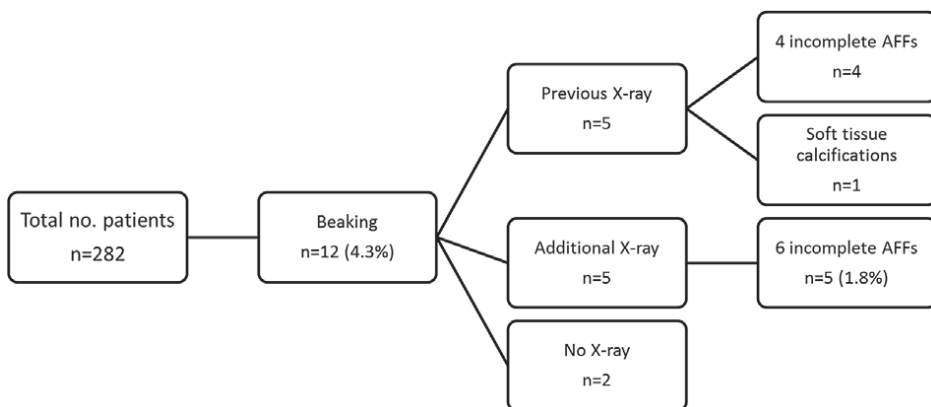 Total no. patients
n=282
Beaking
n=12 (4.3%)
Previous X-ray
n=5
4 incomplete AFFs
n=4
Soft tissue
calcifications
n=1
Additional X-ray
n=5
6 incomplete AFFs
n=5 (1.8%)
No X-ray
n=2